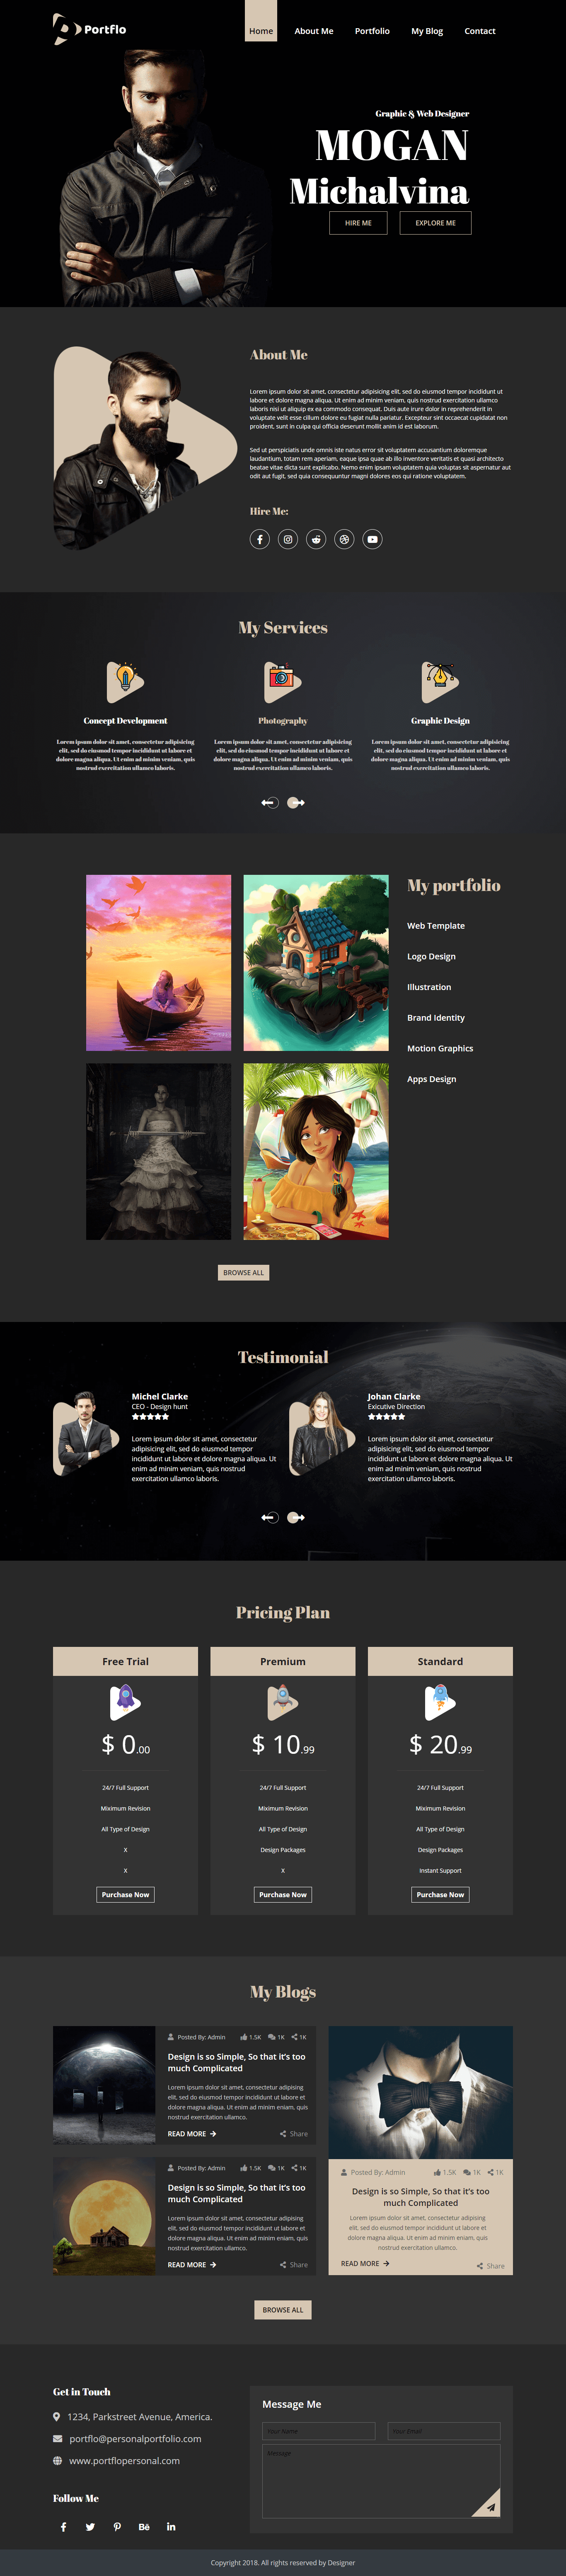 Portflo
Home
About Me
Portfolio
My Blog
Contact
Graphic & Web Designer
MOGAN
Michalvina
HIRE ME
EXPLORE ME
About Me
Lorem ipsum dolor sit amet, consectetur adipisicing elit, sed do eiusmod tempor incididunt ut
labore et dolore magna aliqua. Ut enim ad minim veniam, quis nostrud exercitation ullamco
laboris nisi ut aliquip ex ea commodo consequat. Duis aute irure dolor in reprehenderit in
voluptate velit esse cillum dolore eu fugiat nulla pariatur. Excepteur sint occaecat cupidatat non
proident, sunt in culpa qui officia deserunt mollit anim id est laborum.
Sed ut perspiciatis unde omnis iste natus error sit voluptatem accusantium doloremque
laudantium, totam rem aperiam, eaque ipsa quae ab illo inventore veritatis et quasi architecto
beatae vitae dicta sunt explicabo. Nemo enim ipsam voluptatem quia voluptas sit aspernatur aut
odit aut fugit, sed quia consequuntur magni dolores eos qui ratione voluptatem.
Hire Me:
My Services
Concept Development
Lorem ipsum dolor sit amet, consectetur adipisicing
elit, sed do eiusmod tempor incididunt ut labore et
dolore magna aliqua. Ut enim ad minim veniam, quis
nostrud exercitation ullamco laboris.
Photography
Lorem ipsum dolor sit amet, consectetur adipisicing
elit, sed do eiusmod tempor incididunt ut labore et
dolore magna aliqua. Ut enim ad minim veniam, quis
nostrud exercitation ullamco laboris.
Graphic Design
Lorem ipsum dolor sit amet, consectetur adipisicing
elit, sed do eiusmod tempor incididunt ut labore et
dolore magna aliqua. Ut enim ad minim veniam, quis
nostrud exercitation ullamco laboris.
My portfolio
Web Template
Logo Design
Illustration
Brand Identity
Motion Graphics
Apps Design
BROWSE ALL
Testimonial
Michel Clarke
CEO - Design hunt
Lorem ipsum dolor sit amet, consectetur
adipisicing elit, sed do eiusmod tempor
incididunt ut labore et dolore magna aliqua. Ut
enim ad minim veniam, quis nostrud
exercitation ullamco laboris.
Johan Clarke
Exicutive Direction
Lorem ipsum dolor sit amet, consectetur
adipisicing elit, sed do eiusmod tempor
incididunt ut labore et dolore magna aliqua. Ut
enim ad minim veniam, quis nostrud
exercitation ullamco laboris.
Pricing Plan
Free Trial
$ 0.00
24/7 Full Support
Miximum Revision
All Type of Design
X
X
Purchase Now
Premium
$ 10.99
24/7 Full Support
Miximum Revision
All Type of Design
Design Packages
X
Purchase Now
Standard
$ 20.99
24/7 Full Support
Miximum Revision
All Type of Design
Design Packages
Instant Support
Purchase Now
My Blogs
Posted By: Admin 1.5K 1K 1K
Design is so Simple, So that it's too
much Complicated
Lorem ipsum dolor sit amet, consectetur adipising
elit, sed do eiusmod tempor incididunt ut labore et
dolore magna aliqua. Ut enim ad minim eniam, quis
nostrud exercitation ullamco.
READ MORE
Share
Posted By: Admin 1.5K 1K 1K
Design is so Simple, So that it's too
much Complicated
Lorem ipsum dolor sit amet, consectetur adipising
elit, sed do eiusmod tempor incididunt ut labore et
dolore magna aliqua. Ut enim ad minim eniam, quis
nostrud exercitation ullamco.
READ MORE
Share
Posted By: Admin 1.5K 1K 1K
Design is so Simple, So that it's too
much Complicated
Lorem ipsum dolor sit amet, consectetur adipising
elit, sed do eiusmod tempor incididunt ut labore et
dolore magna aliqua. Ut enim ad minim eniam, quis
nostrud exercitation ullamco.
READ MORE
Share
BROWSE ALL
Get in Touch
1234, Parkstreet Avenue, America.
portflo@personalportfolio.com
www.portflopersonal.com
Follow Me
Bē
Message Me
Your Name
Your Email
Message
Copyright 2018. All rights reserved by Designer